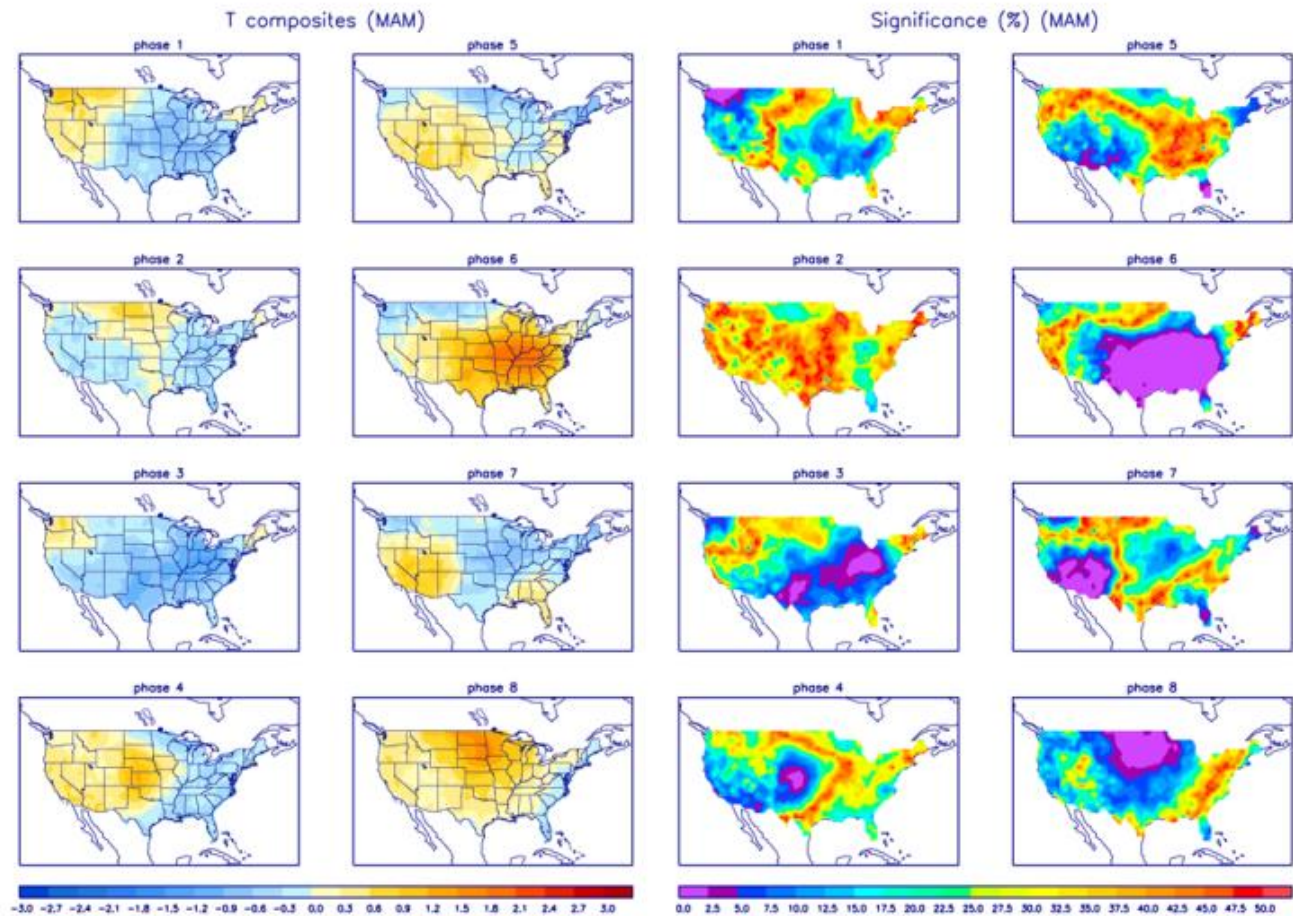 T composites (MAM)
Significance (%) (MAM)
phase 1
phase 5
phase 1
phase 5
phase 2
phase 6
phase 2
phase 6
phase 3
phase 7
phase 3
phase 7
phase 4
phase 8
phase 4
phase 8
-3.0 -2.7 -2.4 -2.1 -1.8 -1.5 -1.2 -0.9 -0.6 -0.3 0.0 0.3 0.6 0.9 1.2 1.5 1.8 2.1 2.4 2.7 3.0
0.0 2.5 5.0 7.5 10.0 12.5 15.0 17.5 20.0 22.5 25.0 27.5 30.0 32.5 35.0 37.5 40.0 42.5 45.0 47.5 50.0